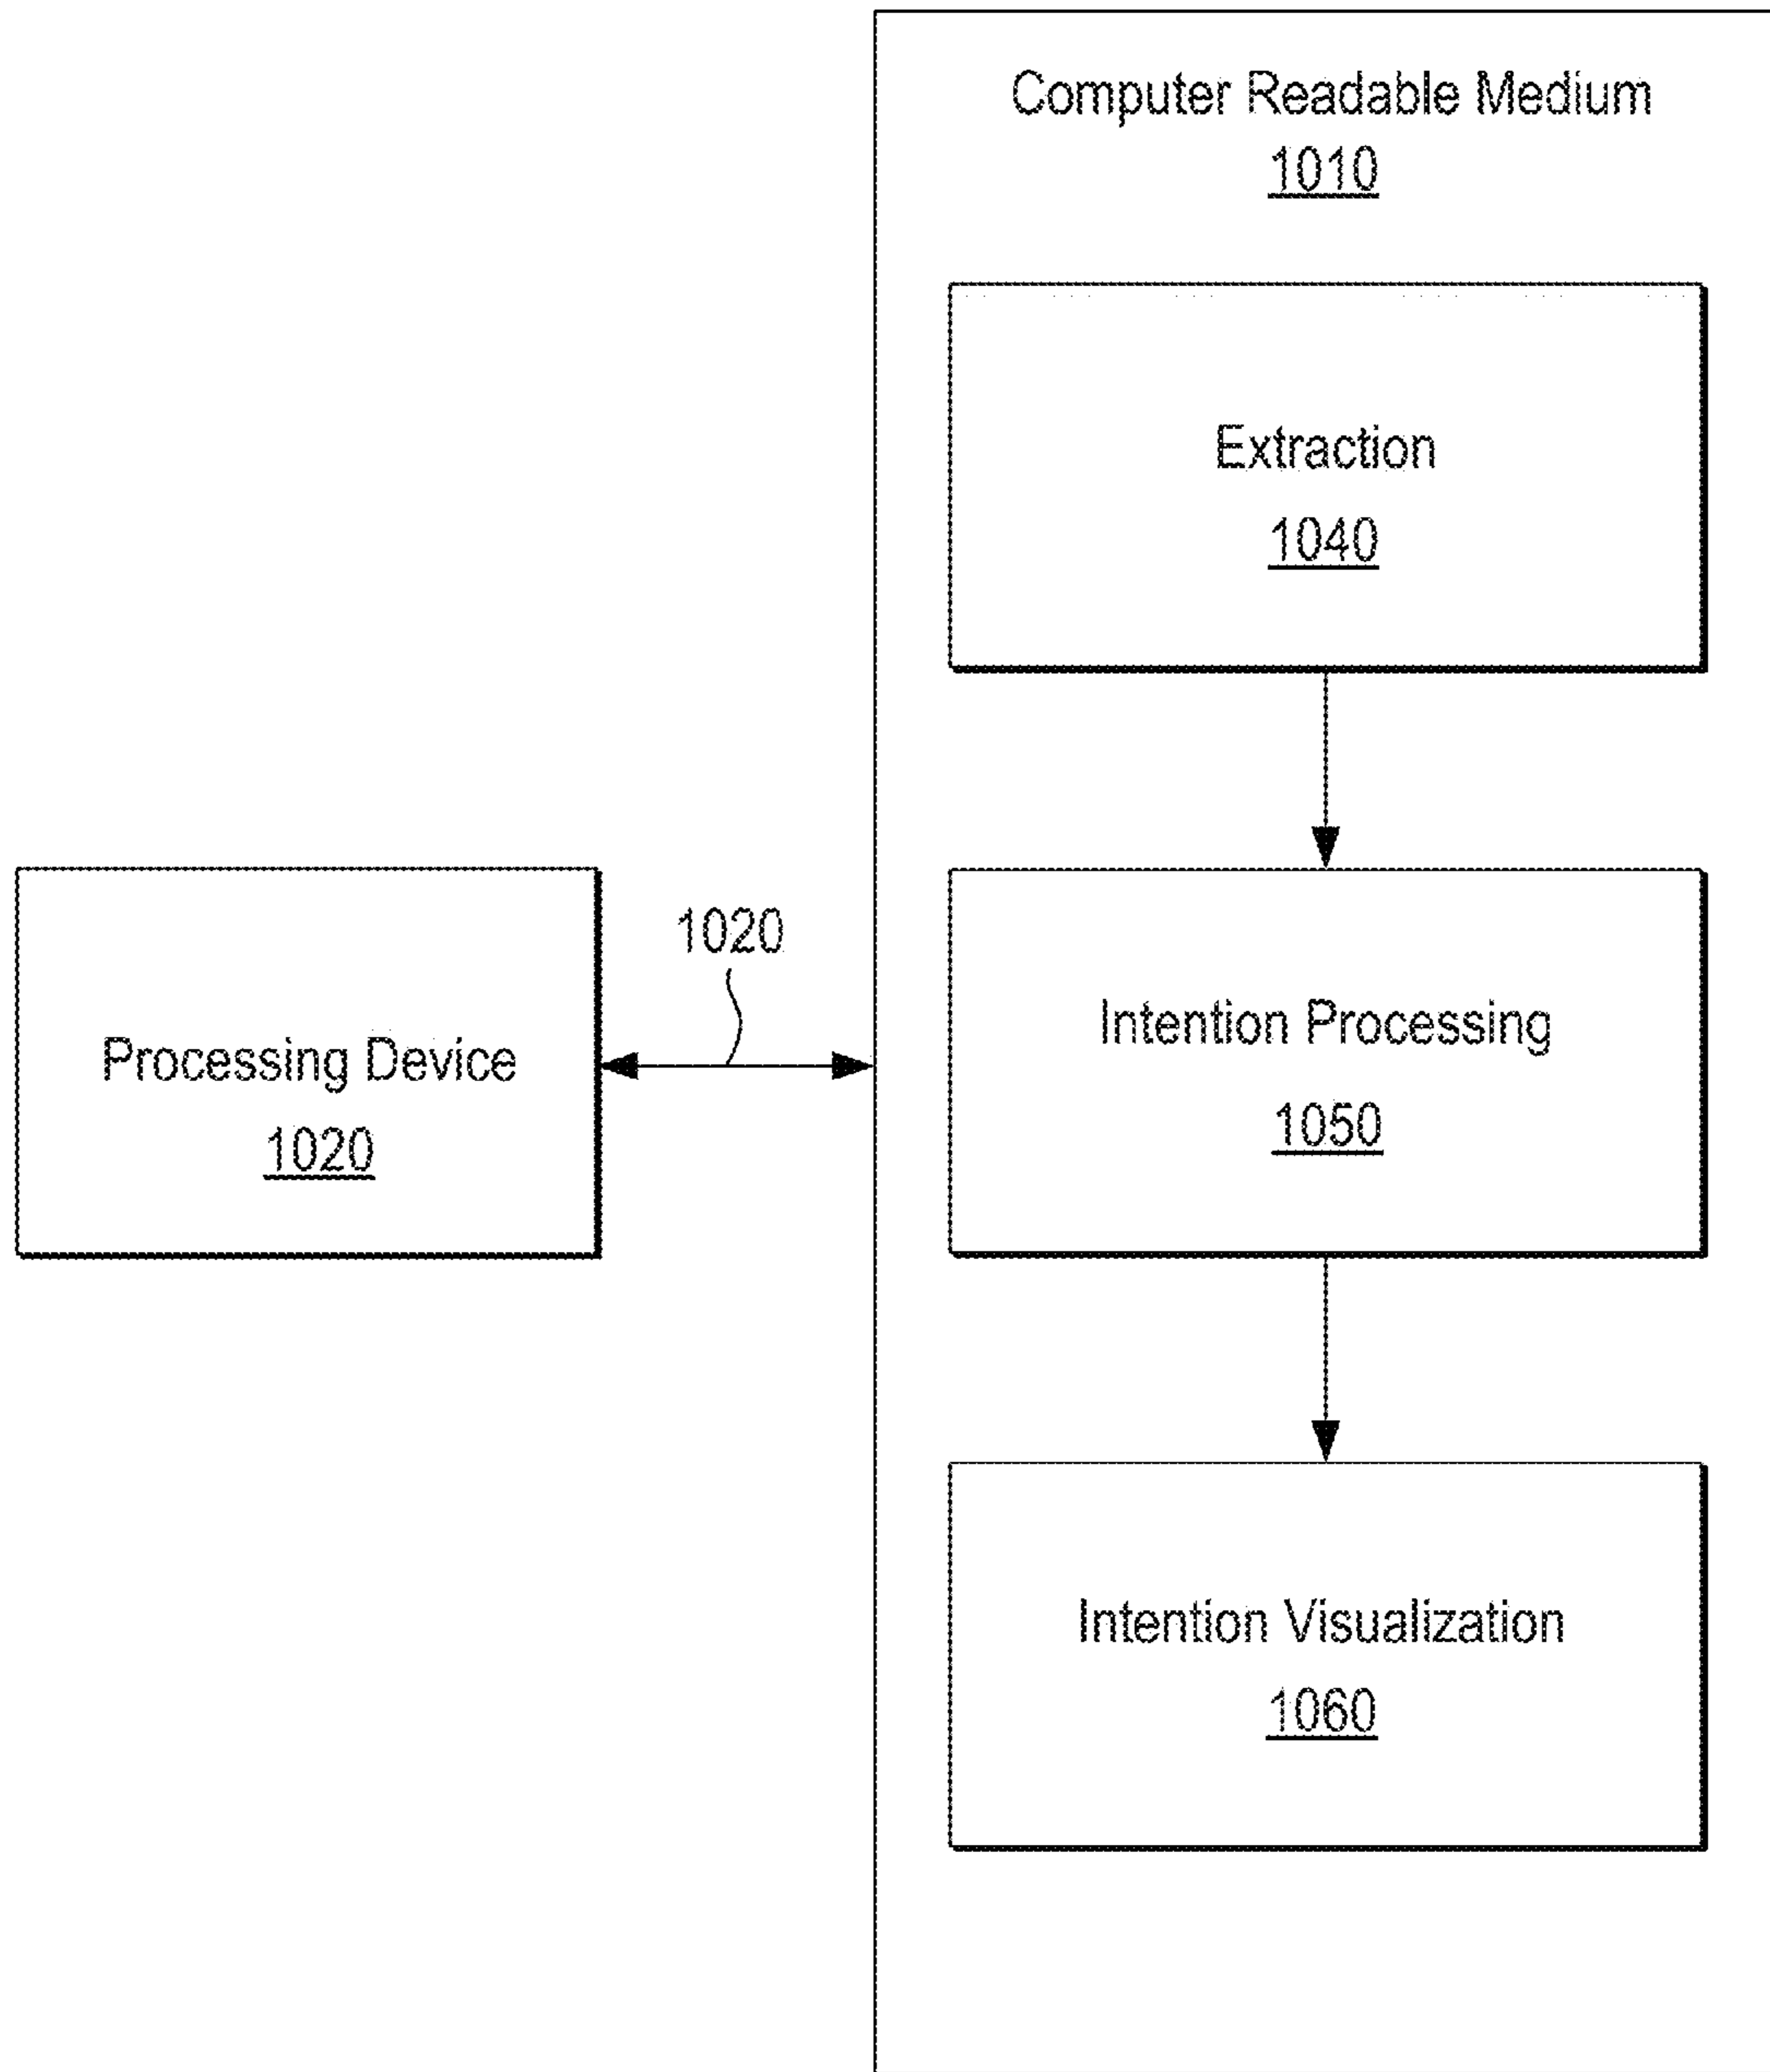 Computer Readable Medium
1010
Extraction
1040
Processing Device
1020
1020
Intention Processing
1050
Intention Visualization
1060